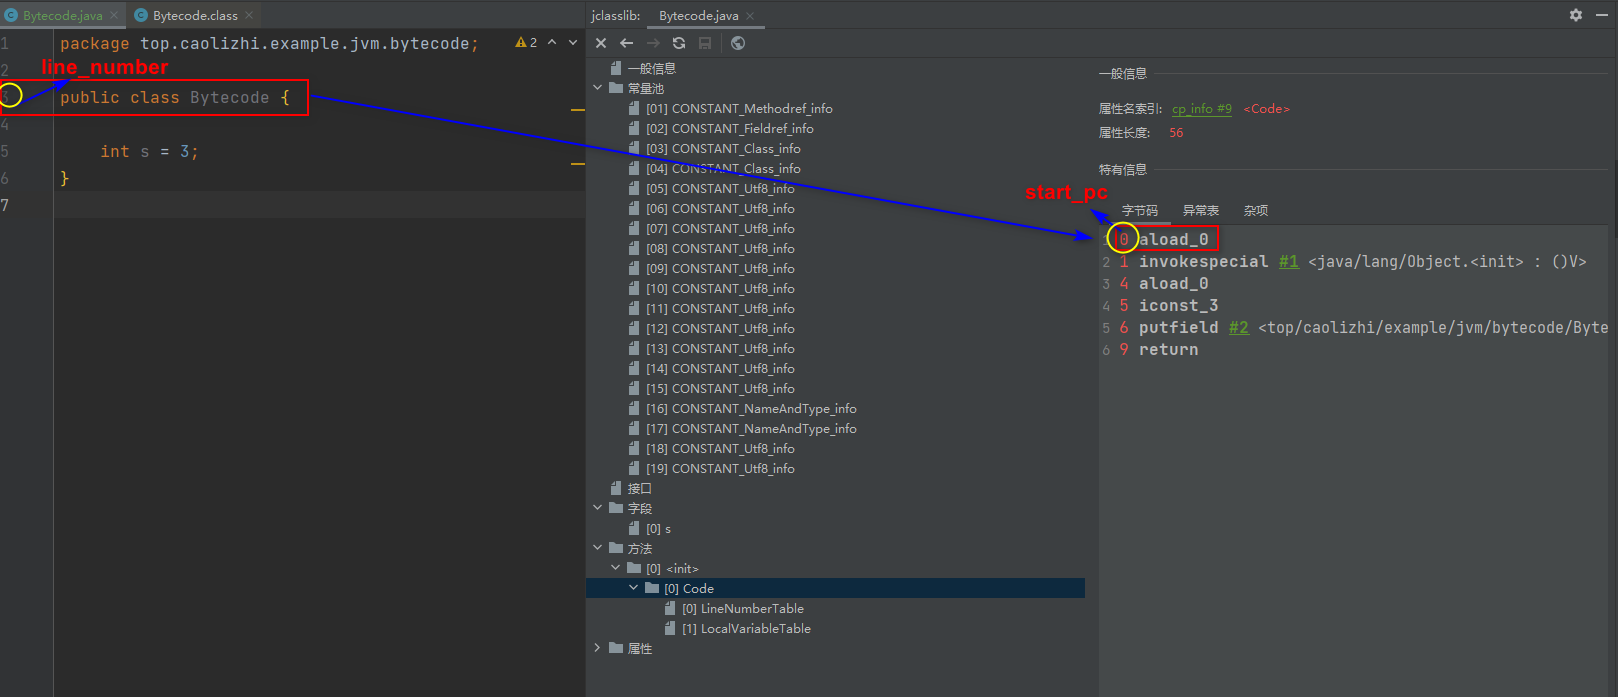 Bytecode.java
Bytecode.class
1 package top.caolizhi.example.jvm.bytecode;
2
2
line_number
3 public class Bytecode {
4
5 int s = 3;
6 }
7
jclasslib:
Bytecode.java
一般信息
常量池
[01] CONSTANT_Methodref_info
[02] CONSTANT_Fieldref_info
[03] CONSTANT_Class_info
[04] CONSTANT_Class_info
[05] CONSTANT_Utf8_info
[06] CONSTANT_Utf8_info
[07] CONSTANT_Utf8_info
[08] CONSTANT_Utf8_info
[09] CONSTANT_Utf8_info
[10] CONSTANT_Utf8_info
[11] CONSTANT_Utf8_info
[12] CONSTANT_Utf8_info
[13] CONSTANT_Utf8_info
[14] CONSTANT_Utf8_info
[15] CONSTANT_Utf8_info
[16] CONSTANT_NameAndType_info
[17] CONSTANT_NameAndType_info
[18] CONSTANT_Utf8_info
[19] CONSTANT_Utf8_info
接口
字段
[0] s
方法
[0] <init>
[0] Code
[0] LineNumberTable
[1] LocalVariableTable
属性
一般信息
属性名索引: cp_info #9 <Code>
属性长度: 56
特有信息
start_pc
字节码 异常表 杂项
1 0 aload_0
2 1 invokespecial #1 <java/lang/Object.<init> : ()V>
3 4 aload_0
4 5 iconst_3
5 6 putfield #2 <top/caolizhi/example/jvm/bytecode/Byte
6 9 return